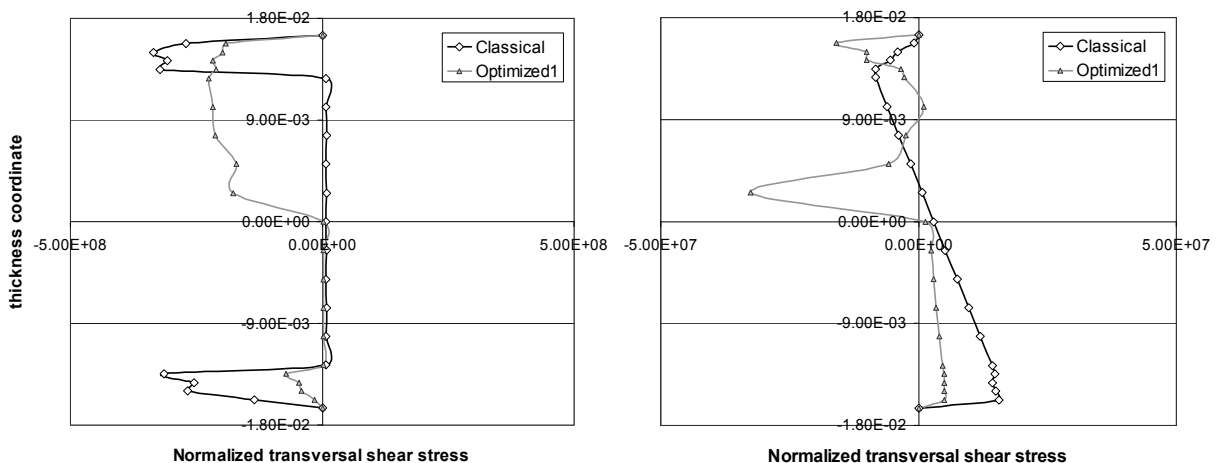 1.80E-02
Classical
Optimized1
9.00E-03
0.00E+00
-5.00E+08
0.00E+00
5.00E+08
-9.00E-03
-1.80E-02
thickness coordinate
Normalized transversal shear stress
1.80E-02
Classical
Optimized1
9.00E-03
0.00E+00
-5.00E+07
0.00E+00
5.00E+07
-9.00E-03
-1.80E-02
Normalized transversal shear stress